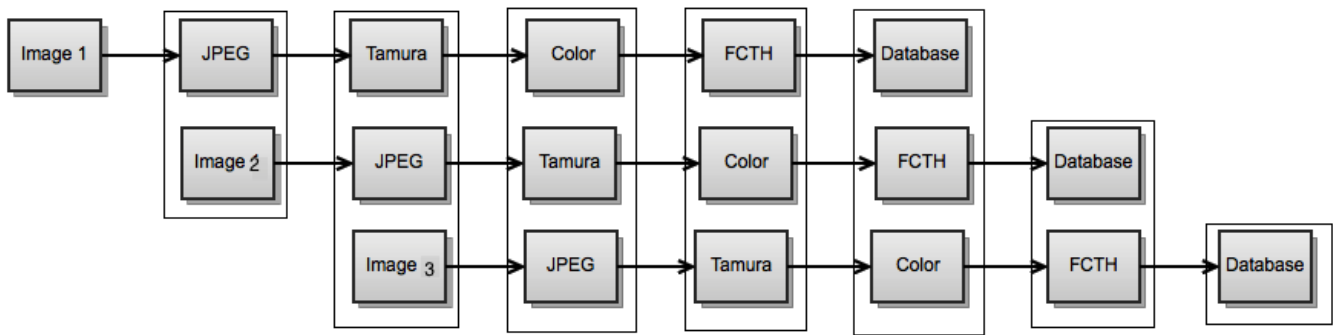 Image 1 JPEG Tamura Color FCTH Database
Image 2 JPEG Tamura Color FCTH Database
Image 3 JPEG Tamura Color FCTH Database